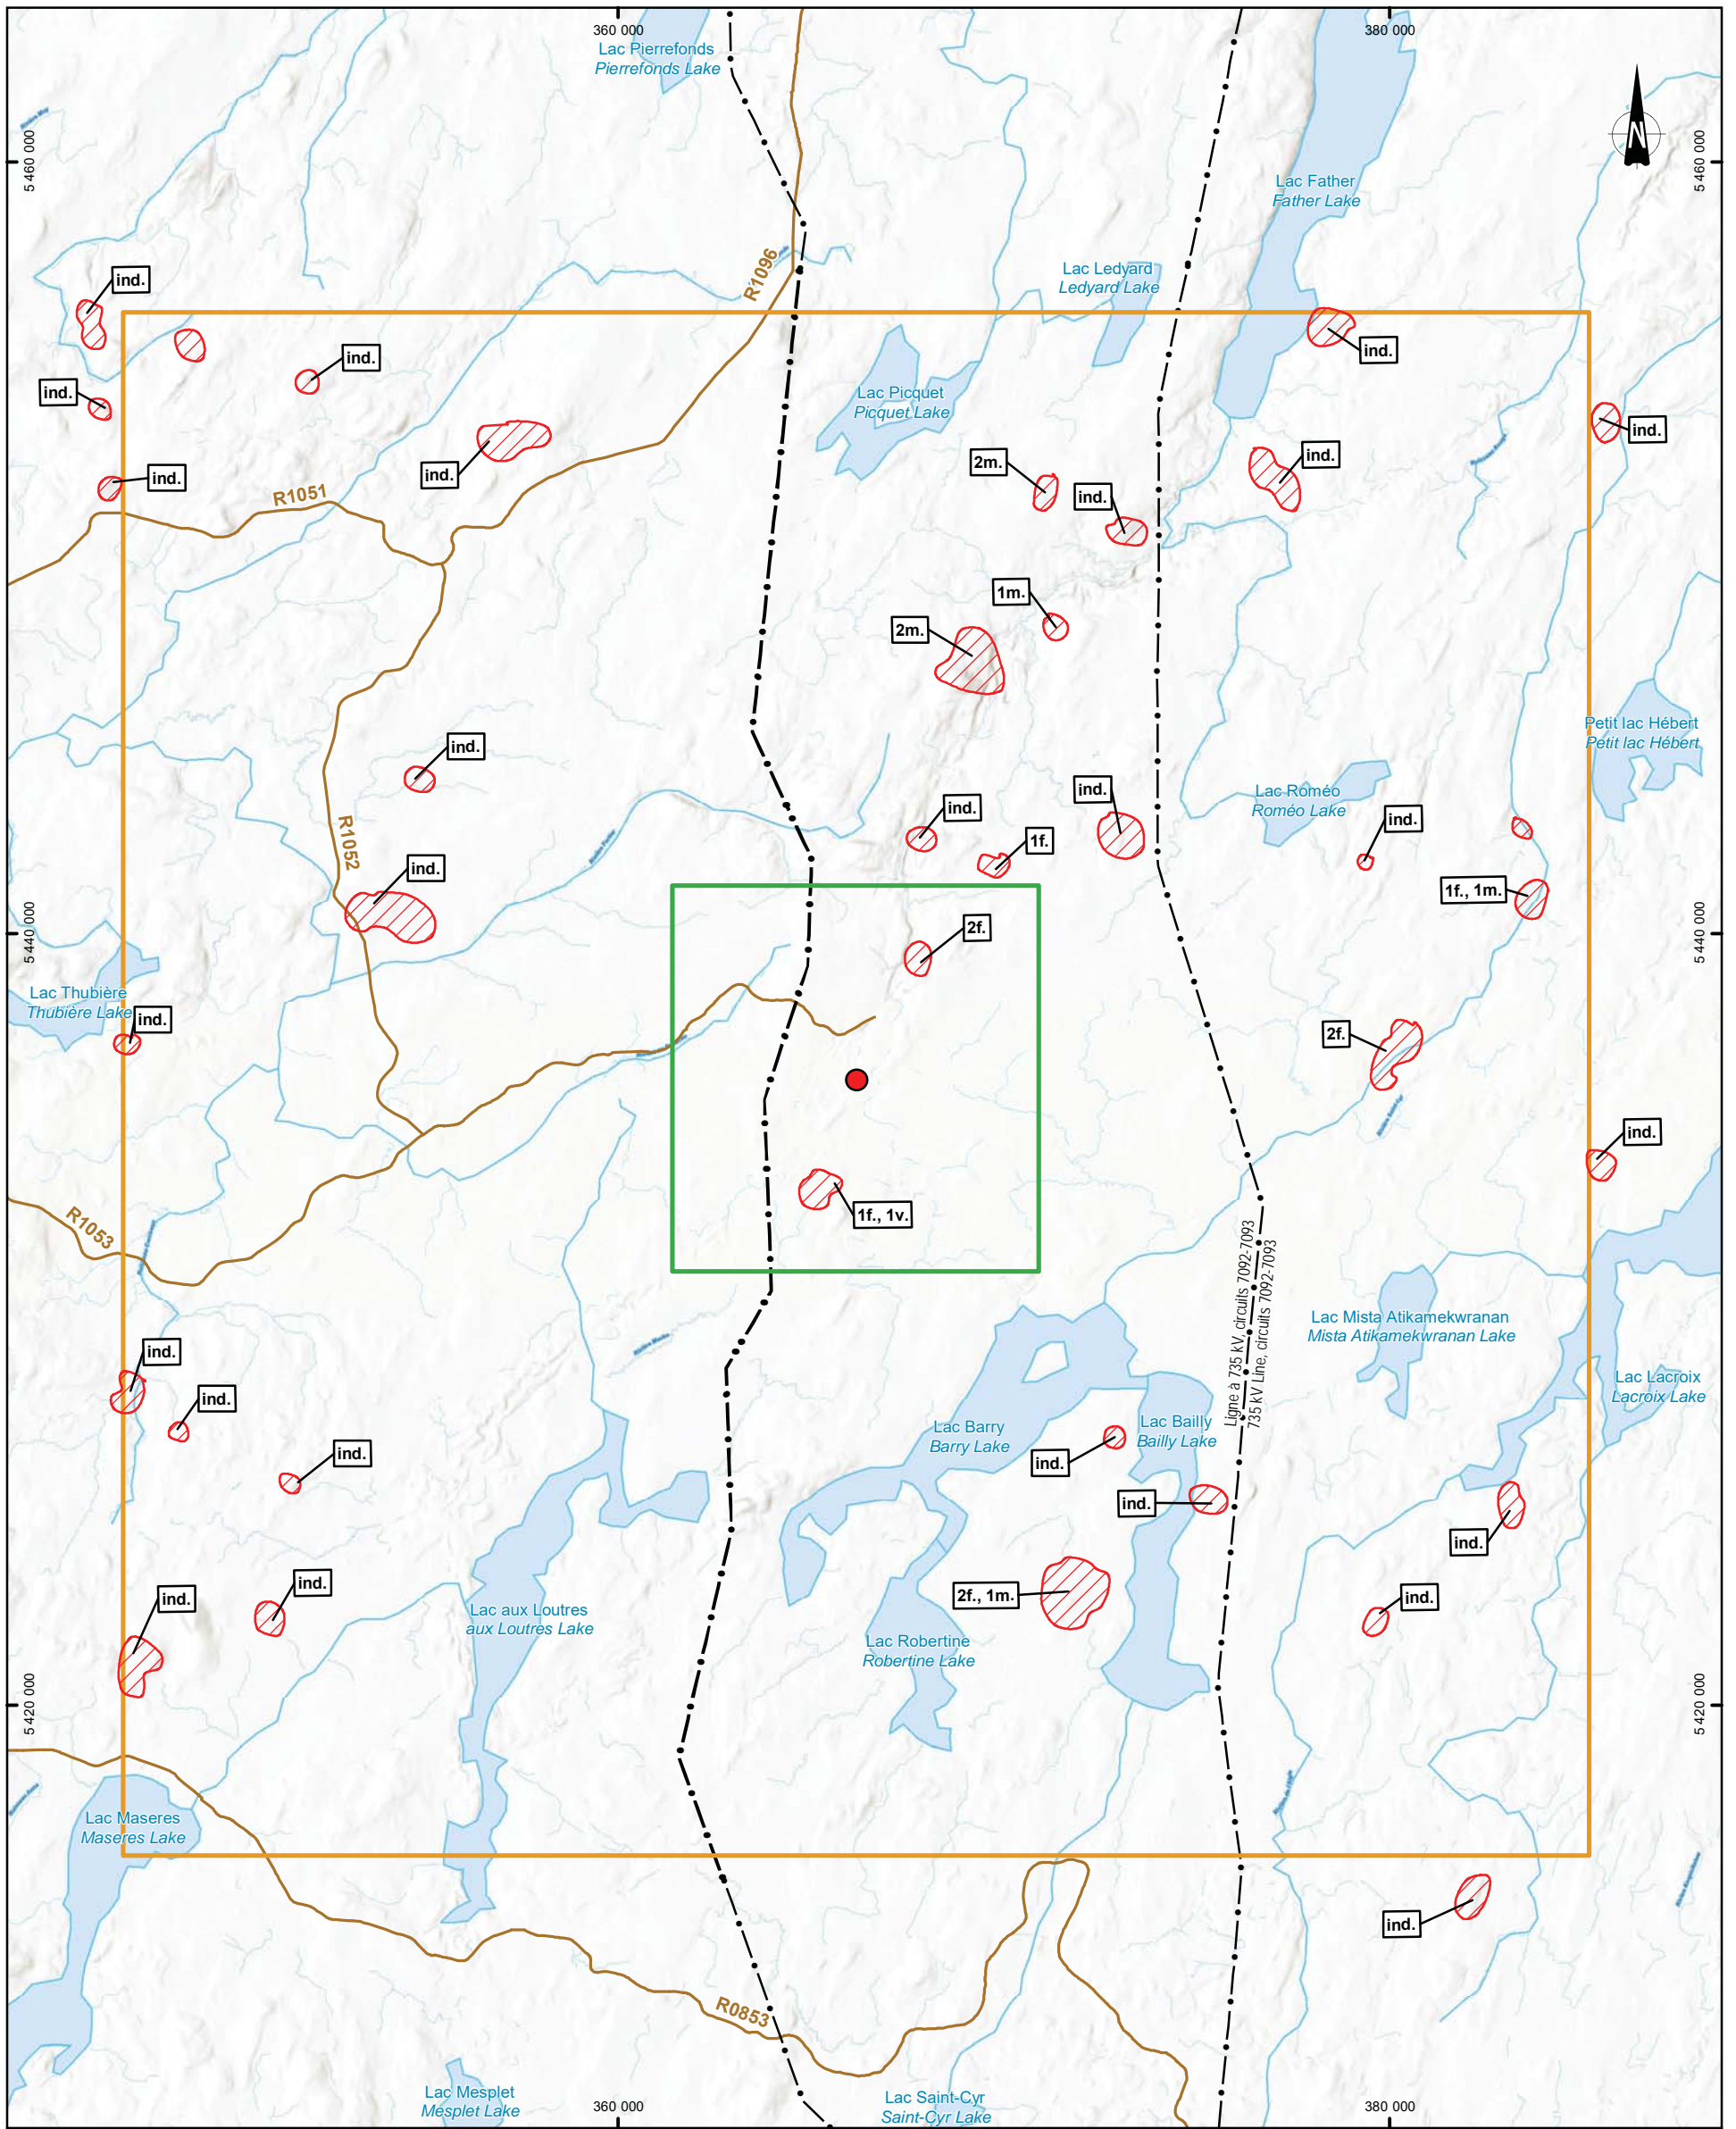 360 000
380 000
Lac Pierrefonds
Pierrefonds Lake
N
5 460 000
5 460 000
Lac Father
Father Lake
R1096
Lac Ledyard
Ledyard Lake
ind.
ind.
ind.
ind.
ind.
Lac Picquet
Picquet Lake
ind.
ind.
2m.
ind.
ind.
ind.
R1051
1m.
2m.
Petit lac Hébert
Petit lac Hébert
ind.
ind.
Lac Roméo
Roméo Lake
ind.
ind.
1f.
R1052
ind.
1f., 1m.
2f.
5 440 000
5 440 000
Lac Thubière
Thubière Lake
ind.
2f.
ind.
R1053
1f., 1v.
Ligne à 735 kV, circuits 7092-7093
735 kV Line, circuits 7092-7093
Lac Mista Atikamekwranan
Mista Atikamekwranan Lake
ind.
ind.
Lac Lacroix
Lacroix Lake
Lac Barry
Barry Lake
Lac Bailly
Bailly Lake
ind.
ind.
ind.
ind.
ind.
ind.
2f., 1m.
ind.
ind.
Lac aux Loutres
aux Loutres Lake
Lac Robertine
Robertine Lake
5 420 000
5 420 000
Lac Maseres
Maseres Lake
ind.
R0853
Lac Mesplet
Mesplet Lake
Lac Saint-Cyr
Saint-Cyr Lake
360 000
380 000